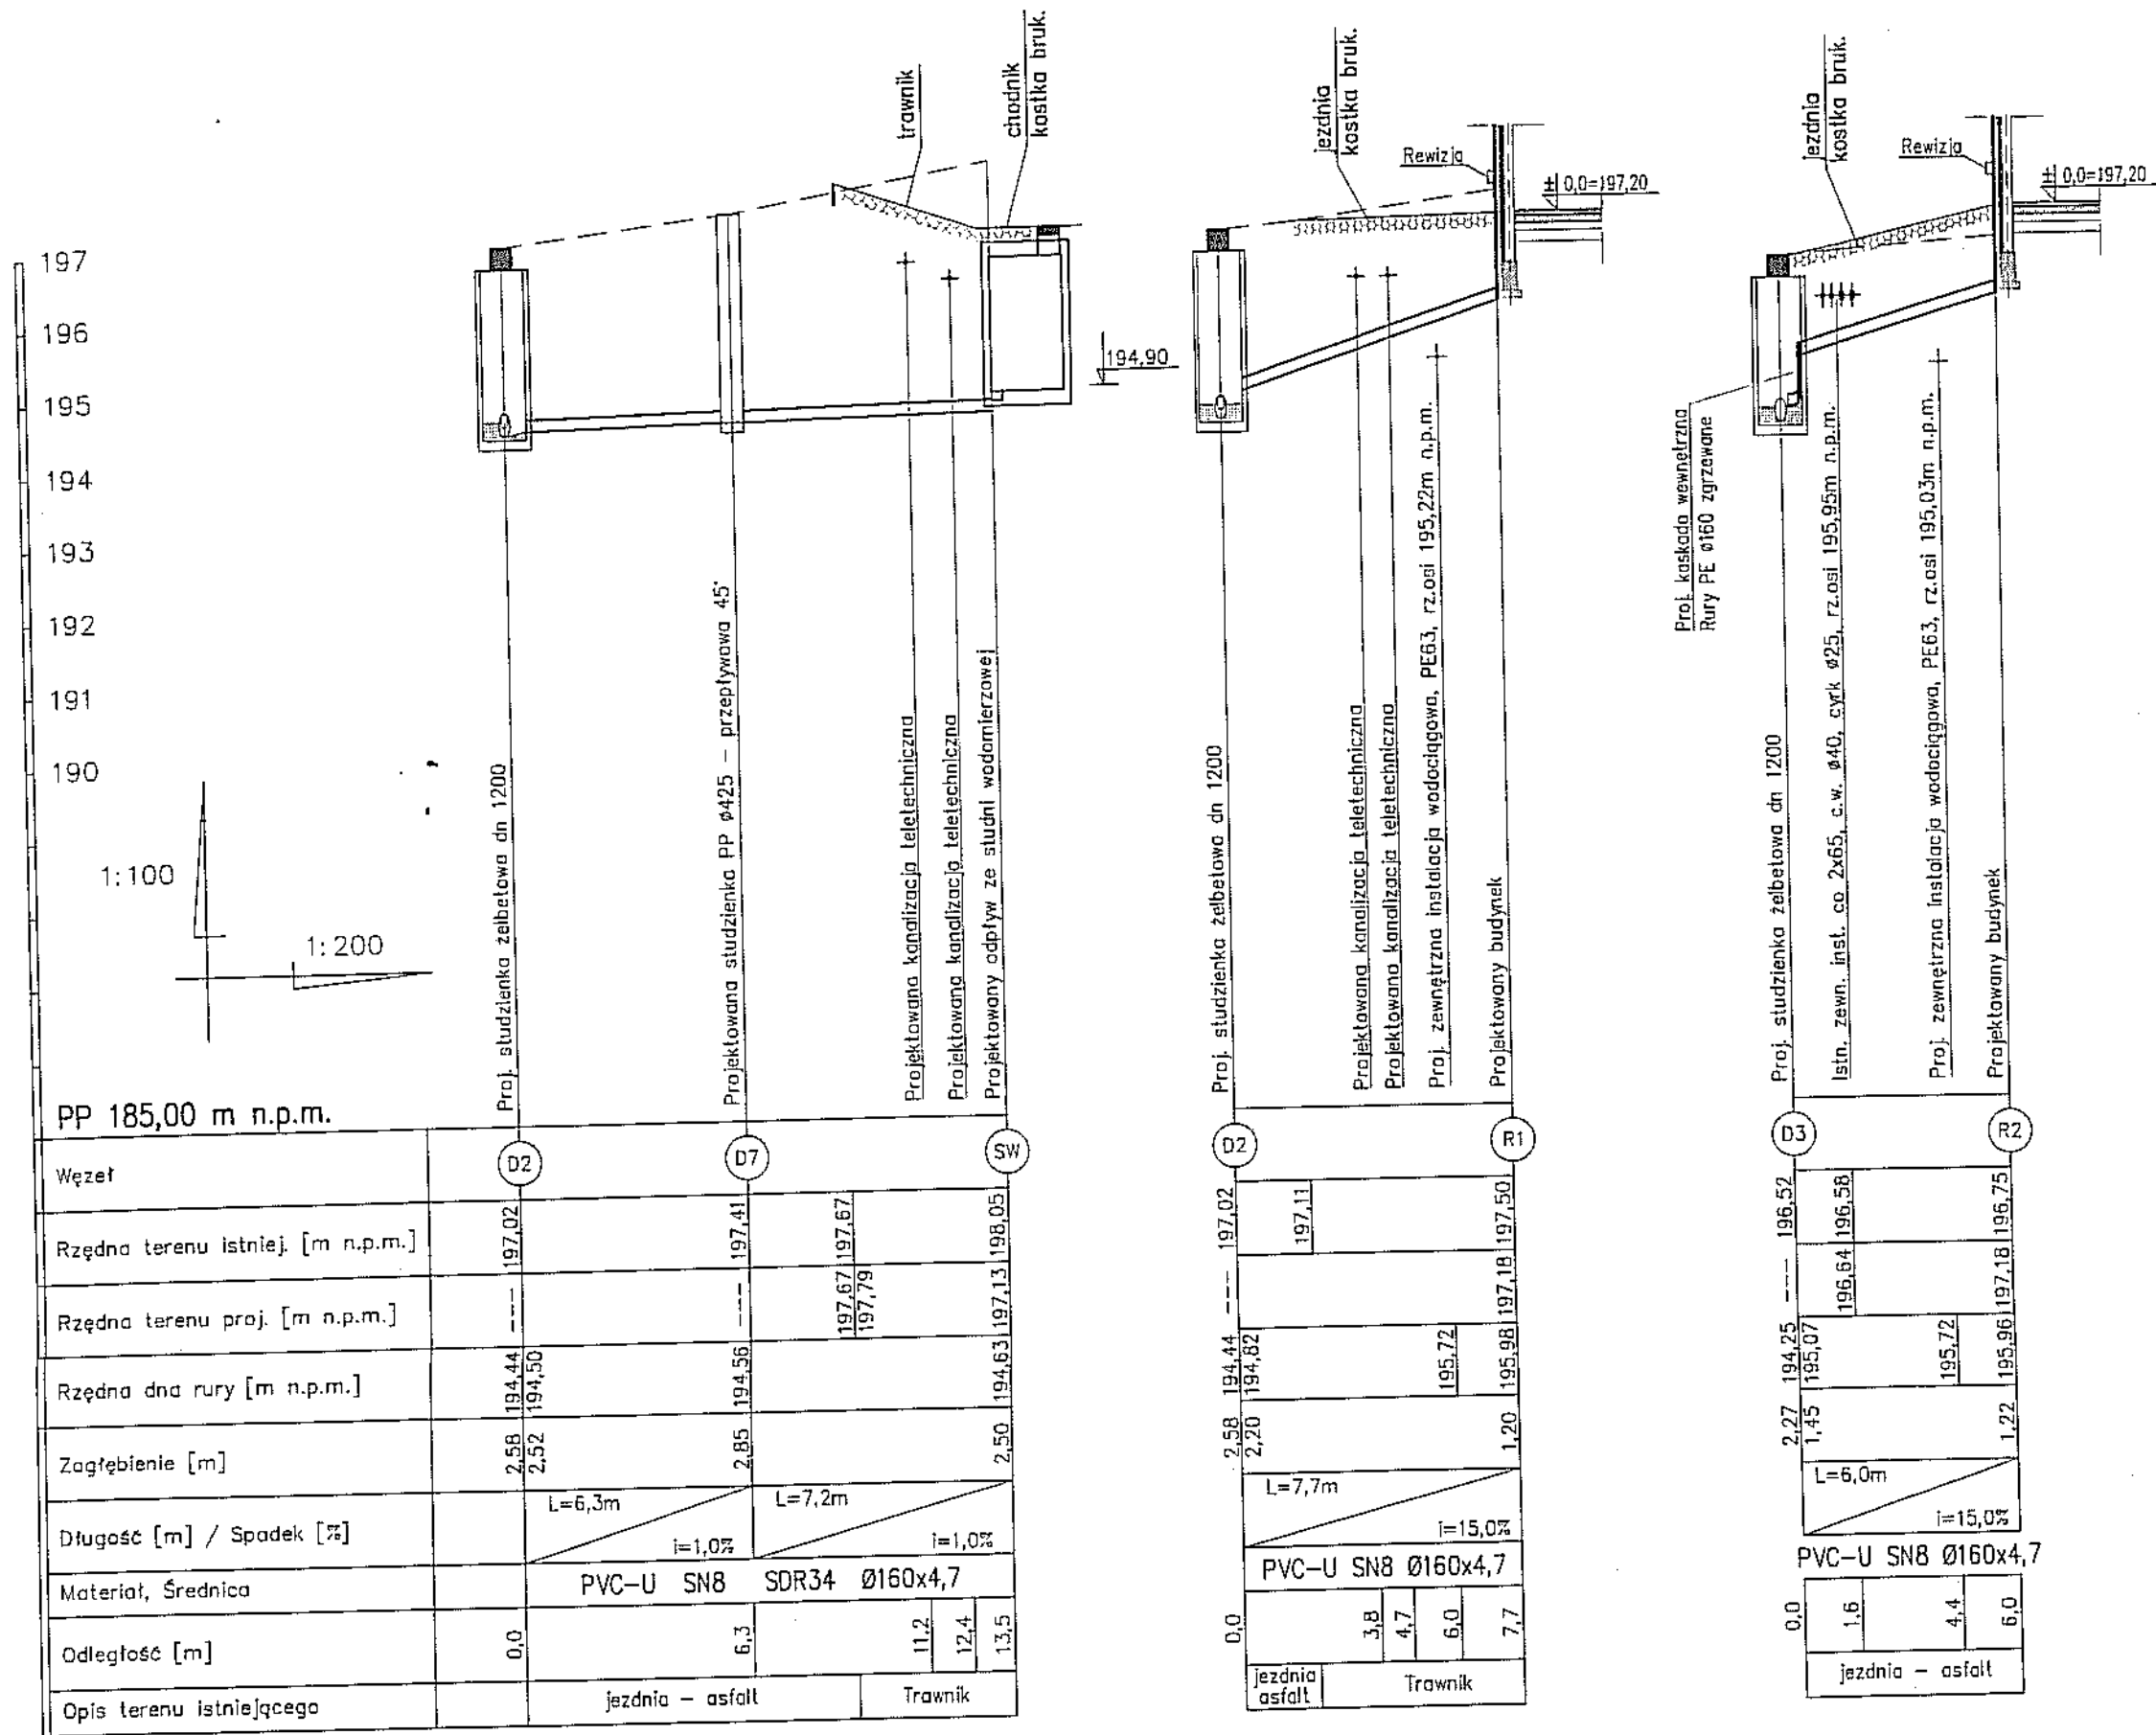 trawnik
chodnik
kostka bruk.
jezdnia
kostka bruk.
Rewizja
± 0,0=197,20
jezdnia
kostka bruk.
Rewizja
± 0,0=197,20
197
196
195
194
193
192
191
190
194,90
1:100
1:200
Proj. studzienka żelbetowa dn 1200
Projektowana studzienka PP ø425 – przepływowa 45°
Projektowana kanalizacja teletechniczna
Projektowana kanalizacja teletechniczna
Projektowany odpływ ze studni wodomierzowej
Proj. studzienka żelbetowa dn 1200
Projektowana kanalizacja teletechniczna
Projektowana kanalizacja teletechniczna
Proj. zewnętrzna instalacja wodociągowa, PE63, rz.osi 195,22m n.p.m.
Projektowany budynek
Proj. kaskada wewnętrzna
Rury PE ø160 zgrzewane
Proj. studzienka żelbetowa dn 1200
Istn. zewn. inst. co 2x65, c.w. ø40, cyrk ø25, rz.osi 195,95m n.p.m.
Proj. zewnętrzna instalacja wodociągowa, PE63, rz.osi 195,03m n.p.m.
Projektowany budynek
PP 185,00 m n.p.m.
Węzeł D2 D7 SW D2 R1 D3 R2
Rzędna terenu istniej. [m n.p.m.] 197,02 197,41 197,67 198,05 197,02 197,11 197,50 196,52 196,58 196,75
Rzędna terenu proj. [m n.p.m.] --- --- 197,67 197,79 197,13 --- 197,18 --- 196,64 197,18
Rzędna dna rury [m n.p.m.] 194,44 194,50 194,56 194,63 194,44 194,82 195,72 195,98 194,25 195,07 195,72 195,96
Zagłębienie [m] 2,58 2,52 2,85 2,50 2,58 2,20 1,20 2,27 1,45 1,22
Długość [m] / Spadek [%] L=6,3m i=1,0% L=7,2m i=1,0% L=7,7m i=15,0% L=6,0m i=15,0%
Materiał, Średnica PVC-U SN8 SDR34 Ø160x4,7 PVC-U SN8 Ø160x4,7 PVC-U SN8 Ø160x4,7
Odległość [m] 0,0 6,3 11,2 12,4 13,5 0,0 3,8 4,7 6,0 7,7 0,0 1,6 4,4 6,0
Opis terenu istniejącego jezdnia – asfalt Trawnik jezdnia asfalt Trawnik jezdnia – asfalt